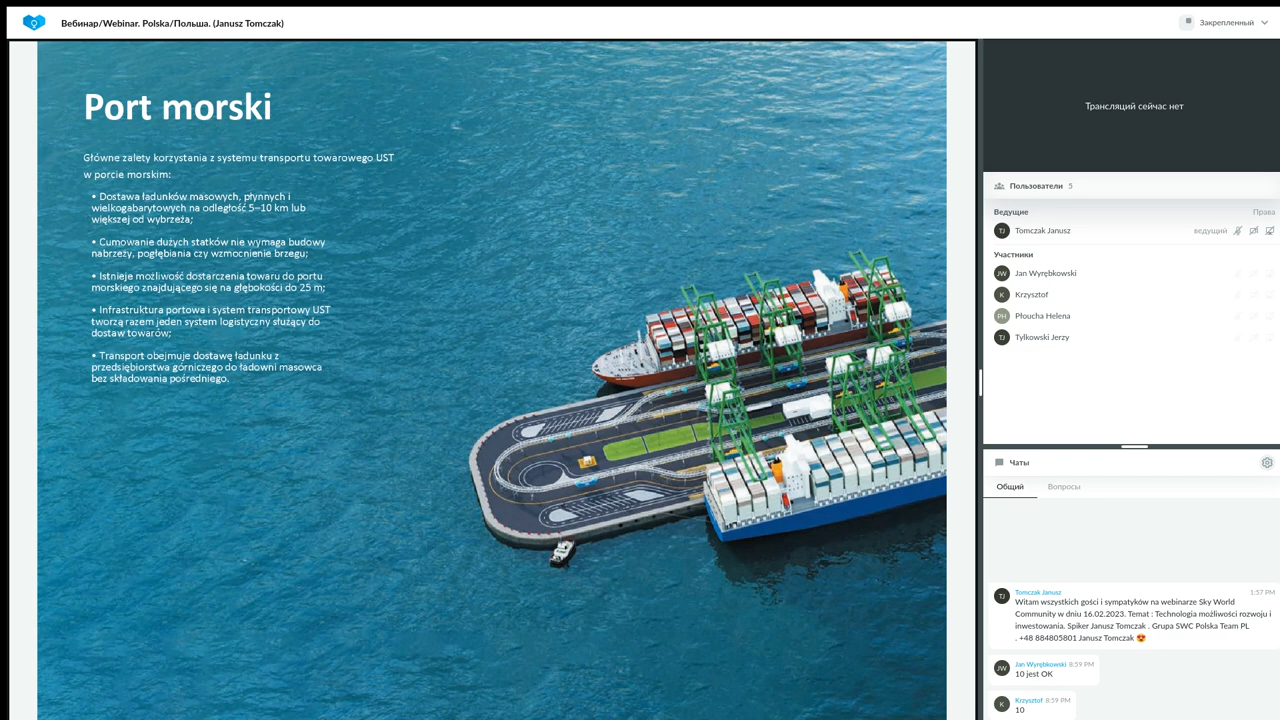 Вебинар/Webinar. Polska/Польша. (Janusz Tomczak)
Закрепленный
Port morski
Główne zalety korzystania z systemu transportu towarowego UST
w porcie morskim:
• Dostawa ładunków masowych, płynnych i
wielkogabarytowych na odległość 5–10 km lub
większej od wybrzeża;
• Cumowanie dużych statków nie wymaga budowy
nabrzeży, pogłębiania czy wzmocnienie brzegu;
• Istnieje możliwość dostarczenia towaru do portu
morskiego znajdującego się na głębokości do 25 m;
• Infrastruktura portowa i system transportowy UST
tworzą razem jeden system logistyczny służący do
dostaw towarów;
• Transport obejmuje dostawę ładunku z
przedsiębiorstwa górniczego do ładowni masowca
bez składowania pośredniego.
Трансляций сейчас нет
Пользователи 5
Ведущие Права
TJ Tomczak Janusz ведущий
Участники
JW Jan Wyrębkowski
K Krzysztof
PH Płoucha Helena
TJ Tylkowski Jerzy
Чаты
Общий Вопросы
TJ Tomczak Janusz 1:57 PM
Witam wszystkich gości i sympatyków na webinarze Sky World
Community w dniu 16.02.2023. Temat : Technologia możliwości rozwoju i
inwestowania. Spiker Janusz Tomczak . Grupa SWC Polska Team PL
. +48 884805801 Janusz Tomczak 😍
JW Jan Wyrębkowski 8:59 PM
10 jest OK
K Krzysztof 8:59 PM
10